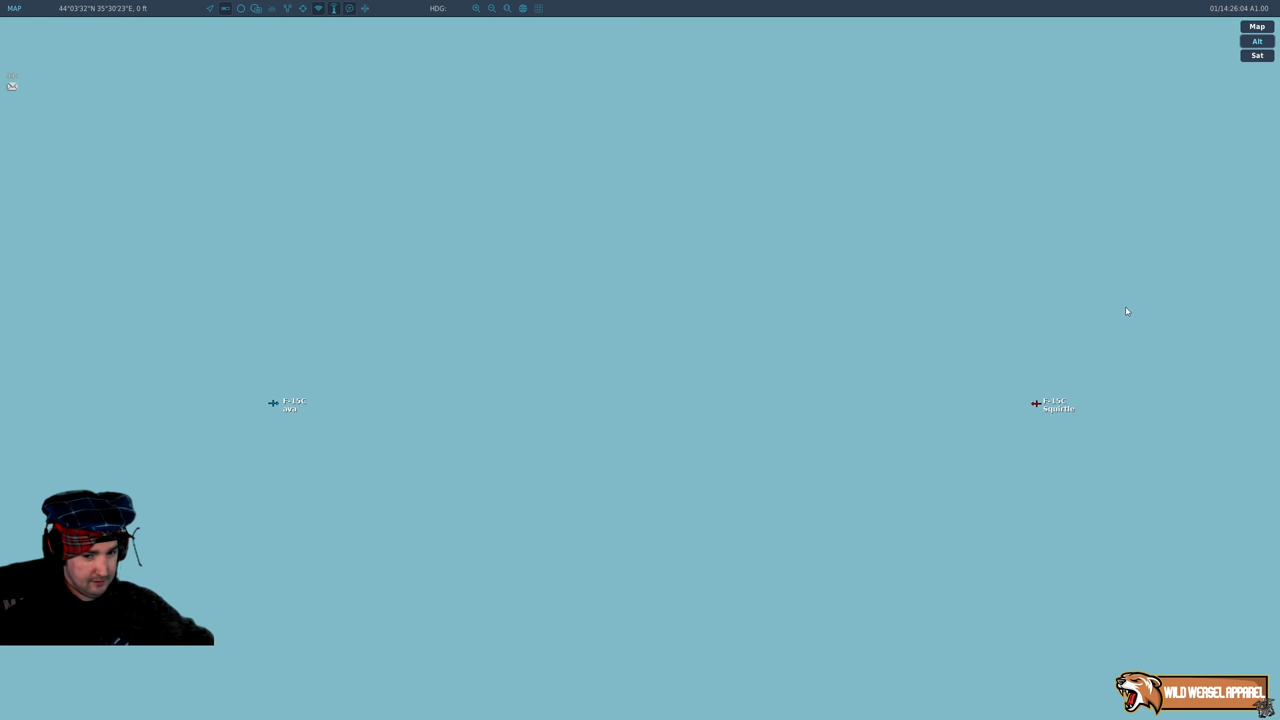 MAP
44°03'32"N 35°30'23"E, 0 ft
HDG:
01/14:26:04 A1.00
Map
Alt
Sat
F-15C
ava
F-15C
Squirtle
WILD WEASEL APPAREL